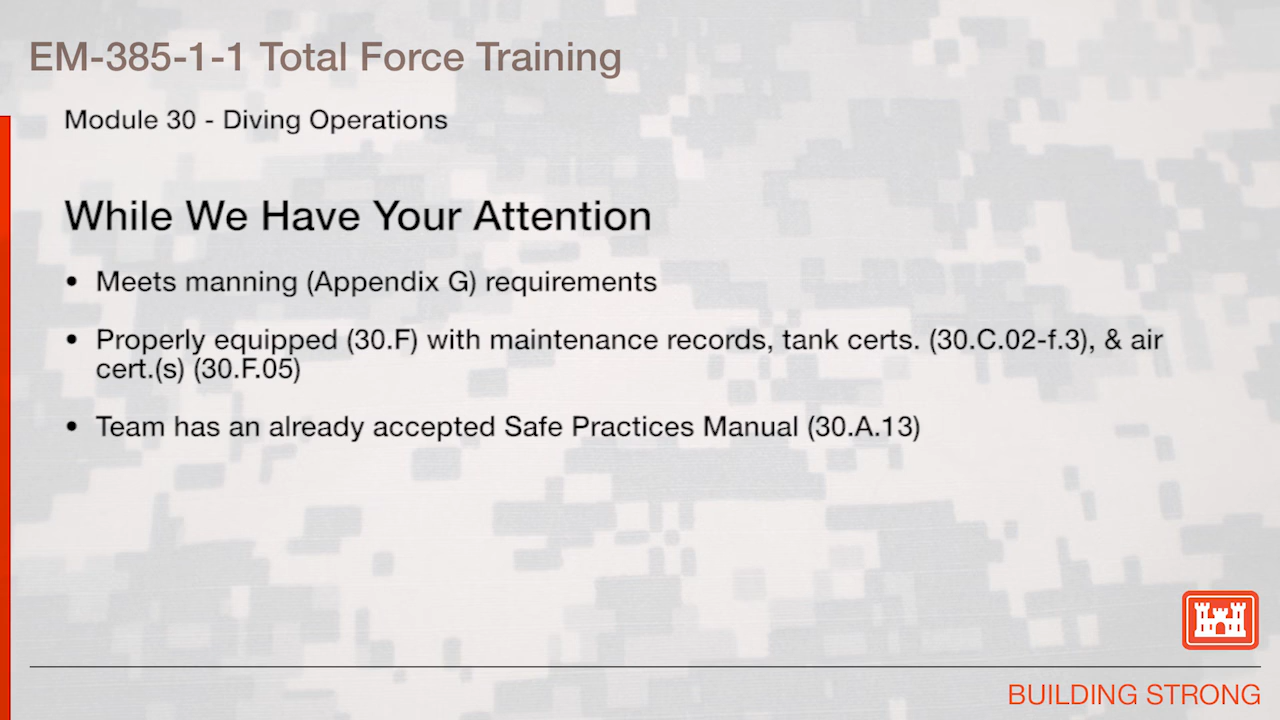 EM-385-1-1 Total Force Training
Module 30 - Diving Operations
While We Have Your Attention
• Meets manning (Appendix G) requirements
• Properly equipped (30.F) with maintenance records, tank certs. (30.C.02-f.3), & air
cert.(s) (30.F.05)
• Team has an already accepted Safe Practices Manual (30.A.13)
BUILDING STRONG